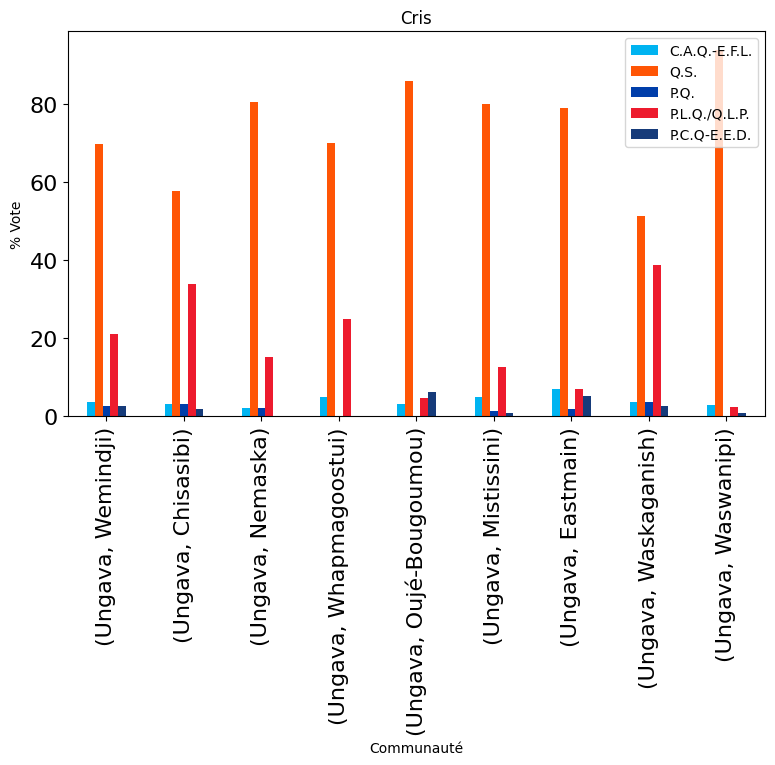 Cris
C.A.Q.-E.F.L.
Q.S.
P.Q.
P.L.Q./Q.L.P.
P.C.Q-E.E.D.
% Vote
80
60
40
20
0
(Ungava, Wemindji)
(Ungava, Chisasibi)
(Ungava, Nemaska)
(Ungava, Whapmagoostui)
(Ungava, Oujé-Bougoumou)
(Ungava, Mistissini)
(Ungava, Eastmain)
(Ungava, Waskaganish)
(Ungava, Waswanipi)
Communauté